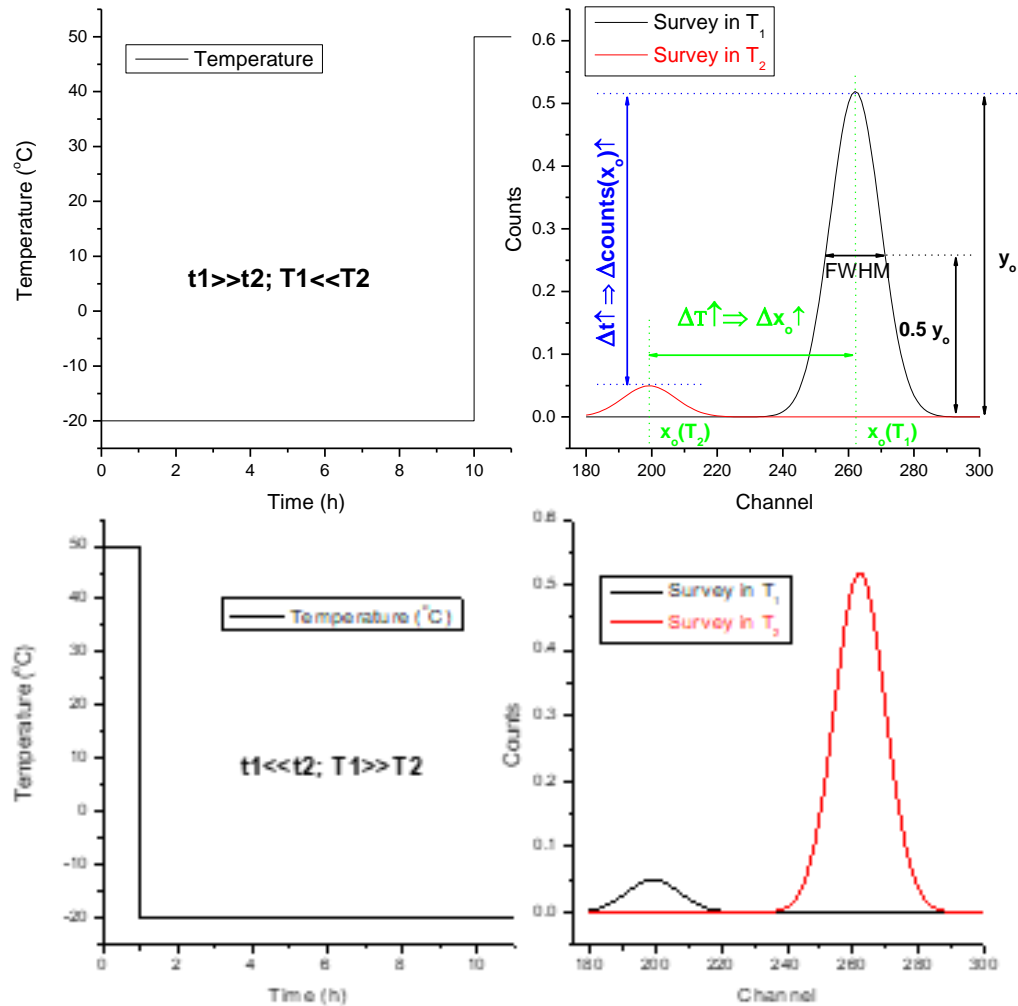 50
40
30
20
10
0
-10
-20
Temperature (°C)
Temperature
t1>>t2; T1<<T2
0
2
4
6
8
10
Time (h)
Survey in T₁
Survey in T₂
0.6
0.5
0.4
0.3
0.2
0.1
0.0
Counts
Δt↑⇒ Δcounts(xₒ)↑
ΔT↑⇒ Δxₒ↑
FWHM
yₒ
0.5 yₒ
xₒ(T₂)
xₒ(T₁)
180
200
220
240
260
280
300
Channel
50
40
30
20
10
0
-10
-20
Temperature (°C)
Temperature (°C)
t1<<t2; T1>>T2
0
2
4
6
8
10
Time (h)
0.6
0.5
0.4
0.3
0.2
0.1
0.0
Counts
Survey in T₁
Survey in T₂
180
200
220
240
260
280
300
Channel